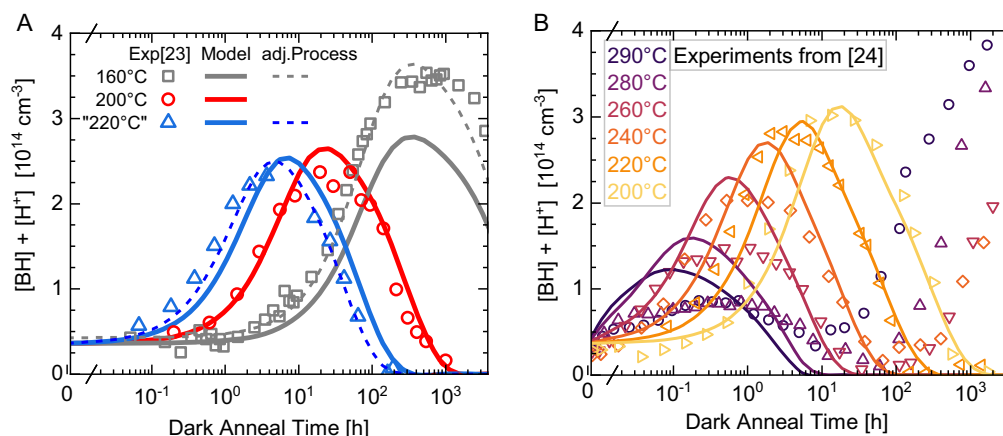 A
Exp[23] Model adj.Process
160°C
200°C
"220°C"
[BH] + [H⁺] [10¹⁴ cm⁻³]
4
3
2
1
0
0 10⁻¹ 10⁰ 10¹ 10² 10³
Dark Anneal Time [h]
B
290°C
280°C
260°C
240°C
220°C
200°C
Experiments from [24]
[BH] + [H⁺] [10¹⁴ cm⁻³]
4
3
2
1
0
0 10⁻¹ 10⁰ 10¹ 10² 10³
Dark Anneal Time [h]